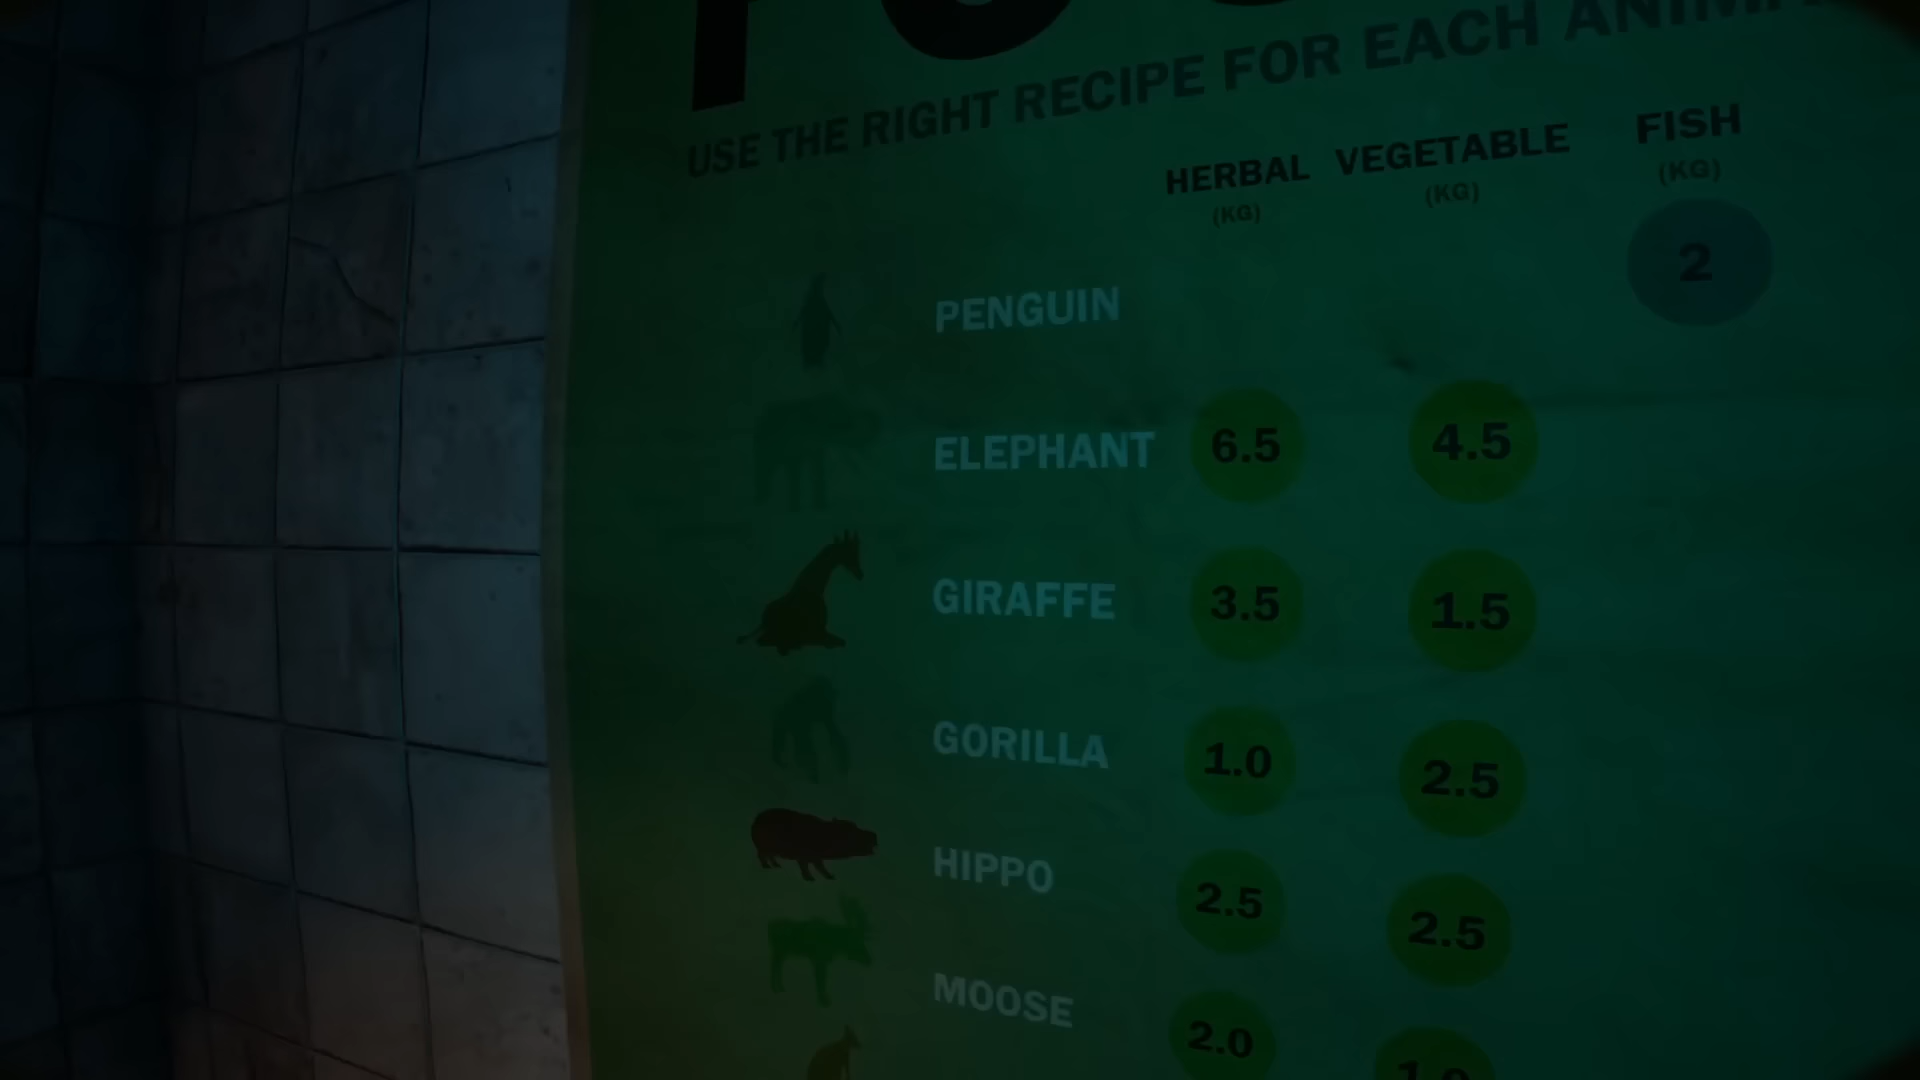 USE THE RIGHT RECIPE FOR EACH
HERBAL VEGETABLE FISH
(KG) (KG) (KG)
PENGUIN 2
ELEPHANT 6.5 4.5
GIRAFFE 3.5 1.5
GORILLA 1.0 2.5
HIPPO 2.5 2.5
MOOSE 2.0